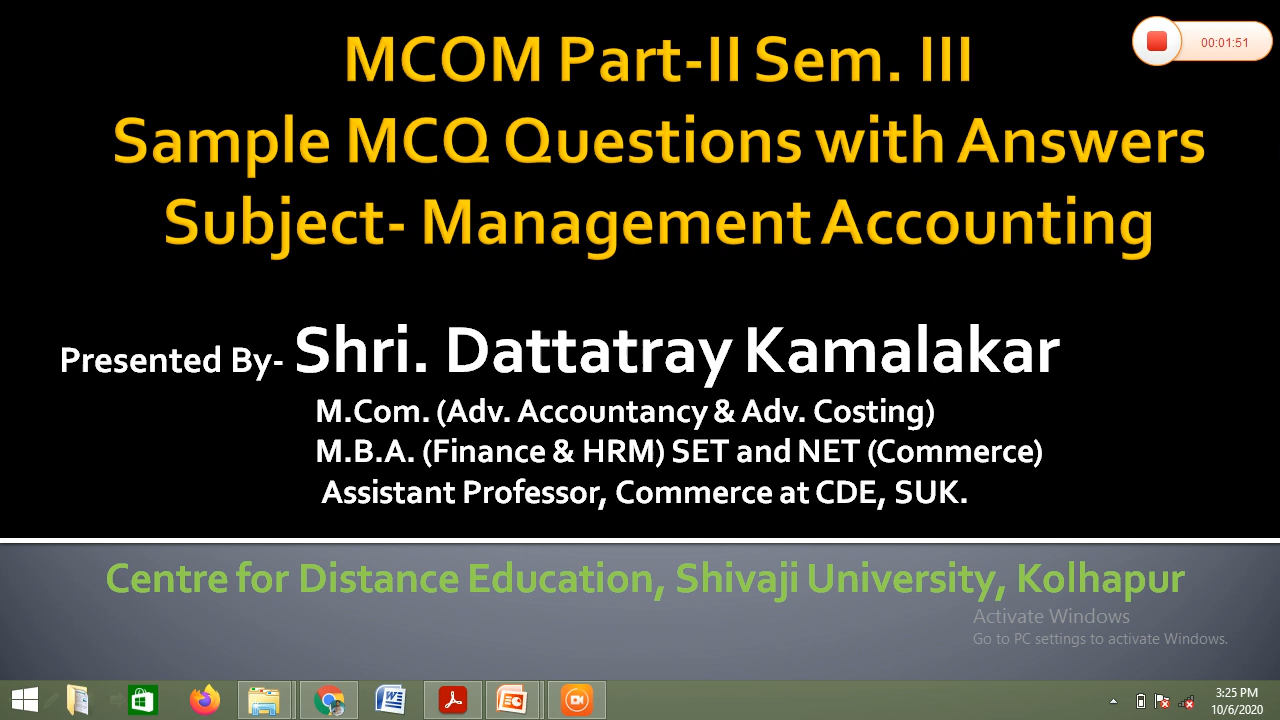 00:01:51
MCOM Part-II Sem. III
Sample MCQ Questions with Answers
Subject- Management Accounting
Presented By- Shri. Dattatray Kamalakar
M.Com. (Adv. Accountancy & Adv. Costing)
M.B.A. (Finance & HRM) SET and NET (Commerce)
Assistant Professor, Commerce at CDE, SUK.
Centre for Distance Education, Shivaji University, Kolhapur
Activate Windows
Go to PC settings to activate Windows.
3:25 PM
10/6/2020